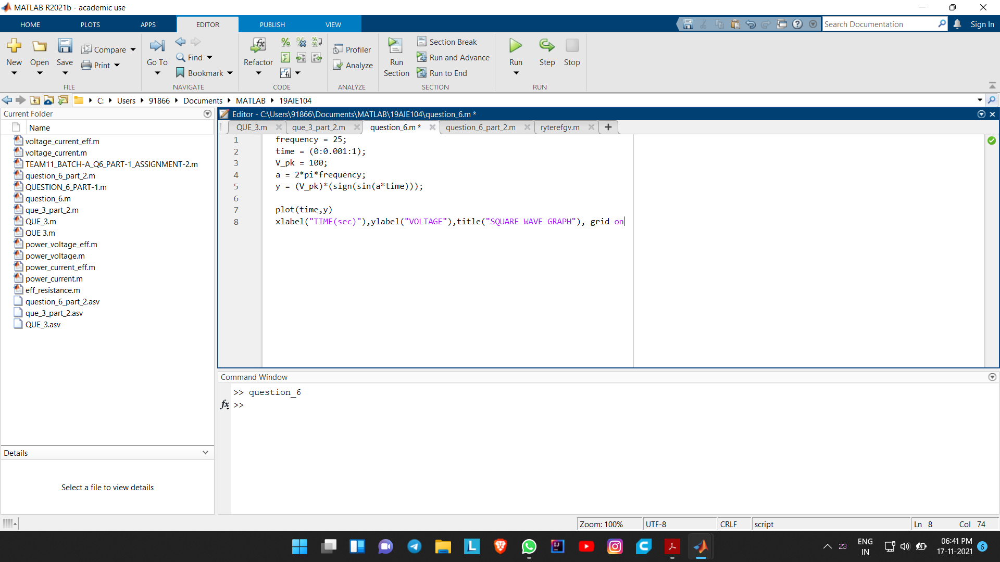 MATLAB R2021b - academic use
HOME PLOTS APPS EDITOR PUBLISH VIEW
Search Documentation
Sign In
New Open Save
Compare
Print
FILE
Go To
Find
Bookmark
NAVIGATE
Refactor
CODE
Profiler
Analyze
ANALYZE
Run Section
Section Break
Run and Advance
Run to End
SECTION
Run Step Stop
RUN
C: Users 91866 Documents MATLAB 19AIE104
Current Folder
Name
voltage_current_eff.m
voltage_current.m
TEAM11_BATCH-A_Q6_PART-1_ASSIGNMENT-2.m
question_6_part_2.m
QUESTION_6_PART-1.m
question_6.m
que_3_part_2.m
QUE_3.m
QUE 3.m
power_voltage_eff.m
power_voltage.m
power_current_eff.m
power_current.m
eff_resistance.m
question_6_part_2.asv
que_3_part_2.asv
QUE_3.asv
Details
Select a file to view details
Editor - C:\Users\91866\Documents\MATLAB\19AIE104\question_6.m *
QUE_3.m que_3_part_2.m question_6.m * question_6_part_2.m ryterefgv.m +
1 frequency = 25;
2 time = (0:0.001:1);
3 V_pk = 100;
4 a = 2*pi*frequency;
5 y = (V_pk)*(sign(sin(a*time)));
6
7 plot(time,y)
8 xlabel("TIME(sec)"),ylabel("VOLTAGE"),title("SQUARE WAVE GRAPH"), grid on
Command Window
>> question_6
fx >>
Zoom: 100% UTF-8 CRLF script Ln 8 Col 74
23
ENG
IN
06:41 PM
17-11-2021
6